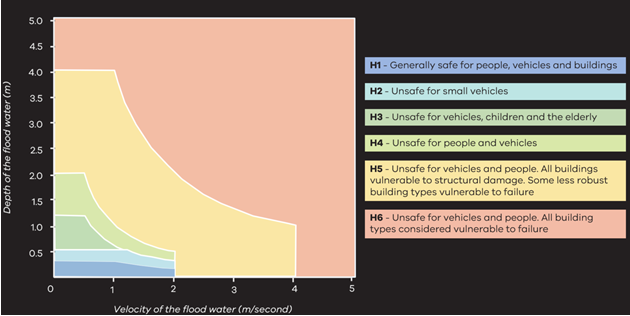 Depth of the flood water (m)
5.0
4.5
4.0
3.5
3.0
2.5
2.0
1.5
1.0
0.5
0 1 2 3 4 5
Velocity of the flood water (m/second)
H1 - Generally safe for people, vehicles and buildings
H2 - Unsafe for small vehicles
H3 - Unsafe for vehicles, children and the elderly
H4 - Unsafe for people and vehicles
H5 - Unsafe for vehicles and people. All buildings
vulnerable to structural damage. Some less robust
building types vulnerable to failure
H6 - Unsafe for vehicles and people. All building
types considered vulnerable to failure